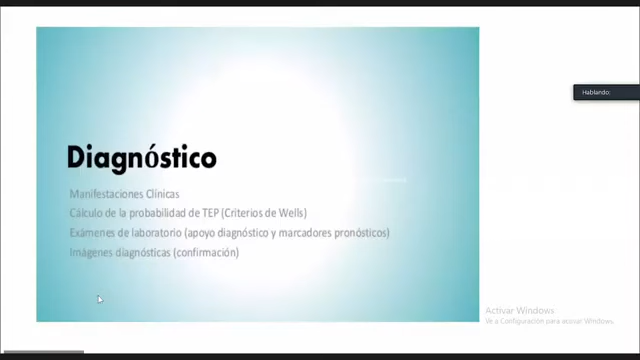 Diagnóstico
Manifestaciones Clínicas
Cálculo de la probabilidad de TEP (Criterios de Wells)
Exámenes de laboratorio (apoyo diagnóstico y marcadores pronósticos)
Imágenes diagnósticas (confirmación)
Hablando:
Activar Windows
Ve a Configuración para activar Windows.